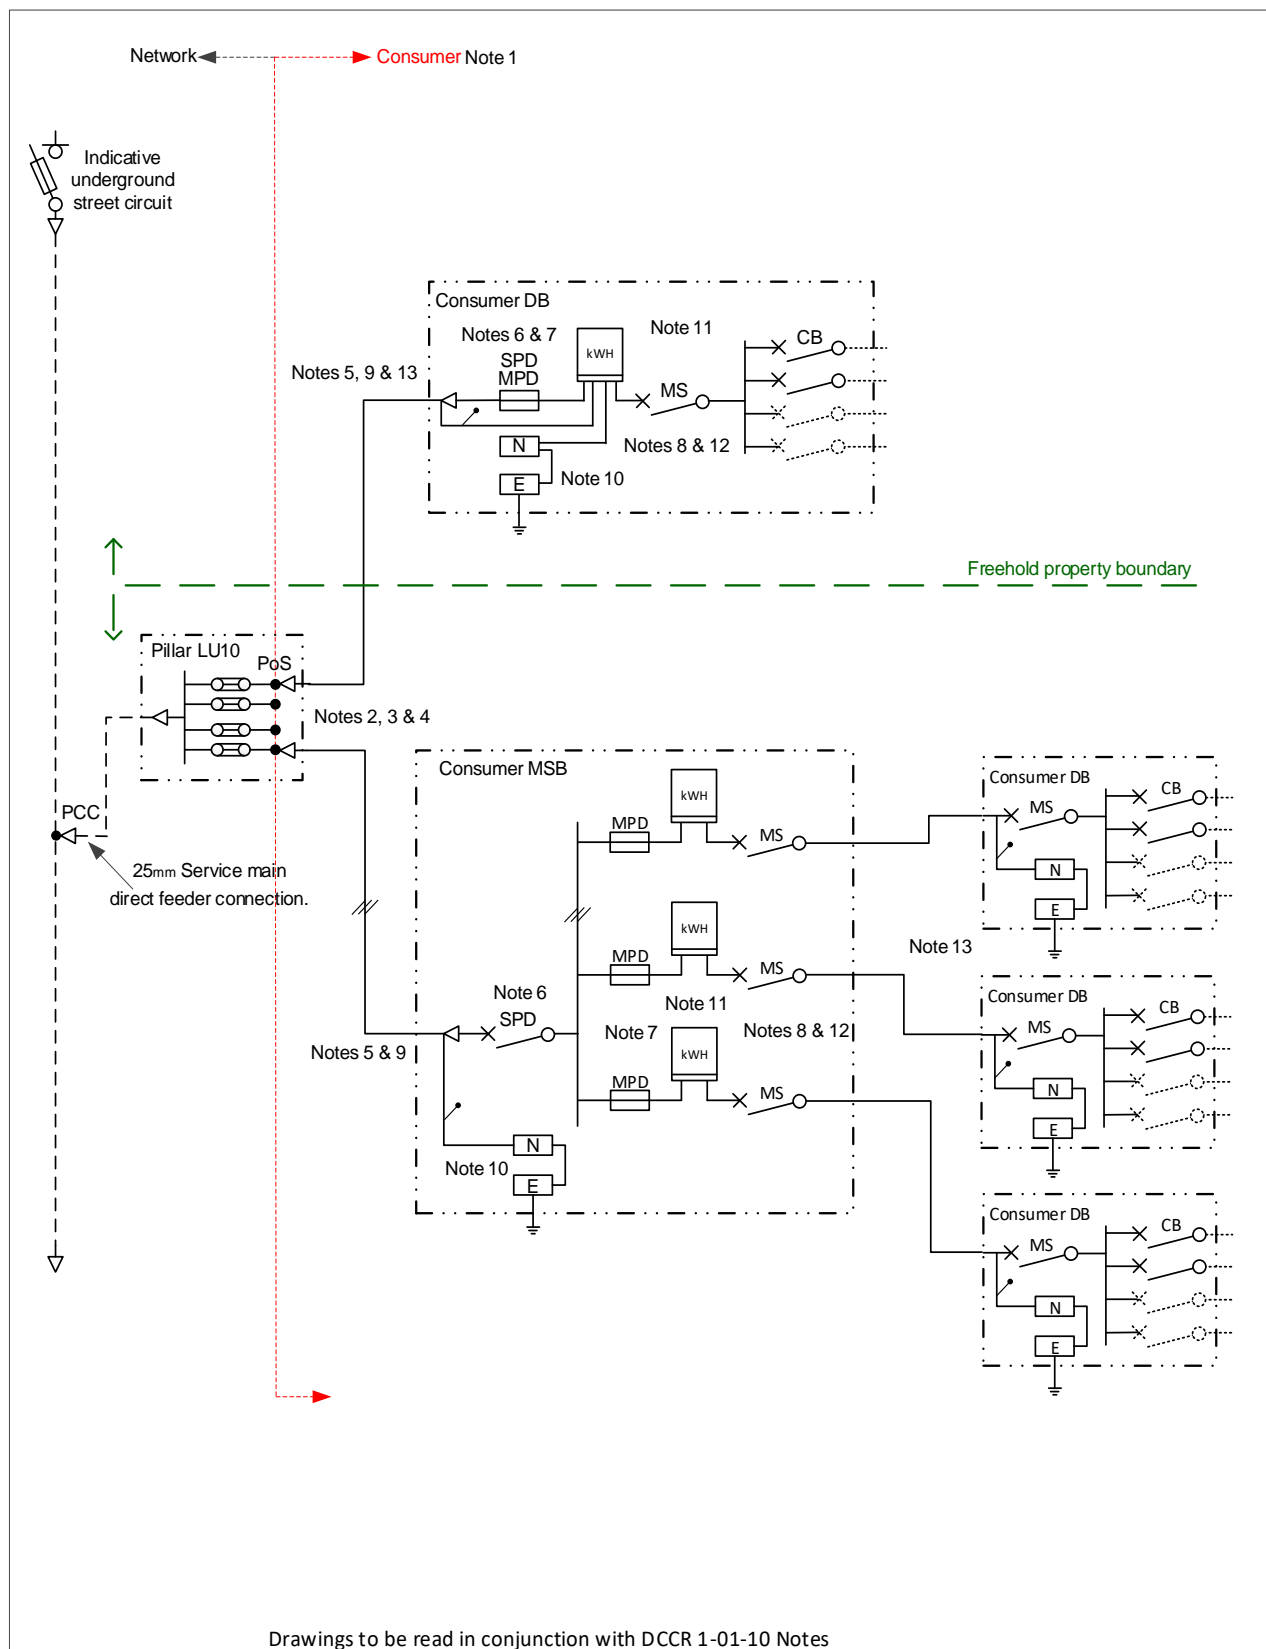 Network Consumer Note 1
Indicative
underground
street circuit
Consumer DB
Notes 6 & 7
SPD
MPD
kWH
Note 11
CB
MS
Notes 5, 9 & 13
N
E
Note 10
Notes 8 & 12
Freehold property boundary
Pillar LU10
PoS
Notes 2, 3 & 4
PCC
25mm Service main
direct feeder connection.
Consumer MSB
MPD
kWH
MS
Consumer DB
MS
CB
N
E
MPD
kWH
MS
Note 13
Note 11
Note 6
SPD
Note 7
Notes 8 & 12
Notes 5 & 9
Consumer DB
MS
CB
N
E
MPD
kWH
MS
Note 10
N
E
Consumer DB
MS
CB
N
E
Drawings to be read in conjunction with DCCR 1-01-10 Notes